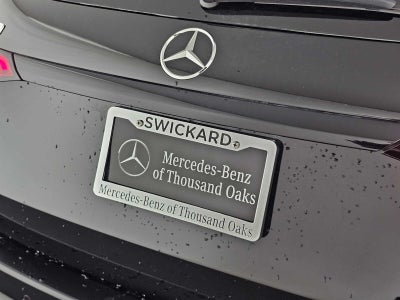 SWICKARD
Mercedes-Benz
of Thousand Oaks
Mercedes-Benz of Thousand Oaks